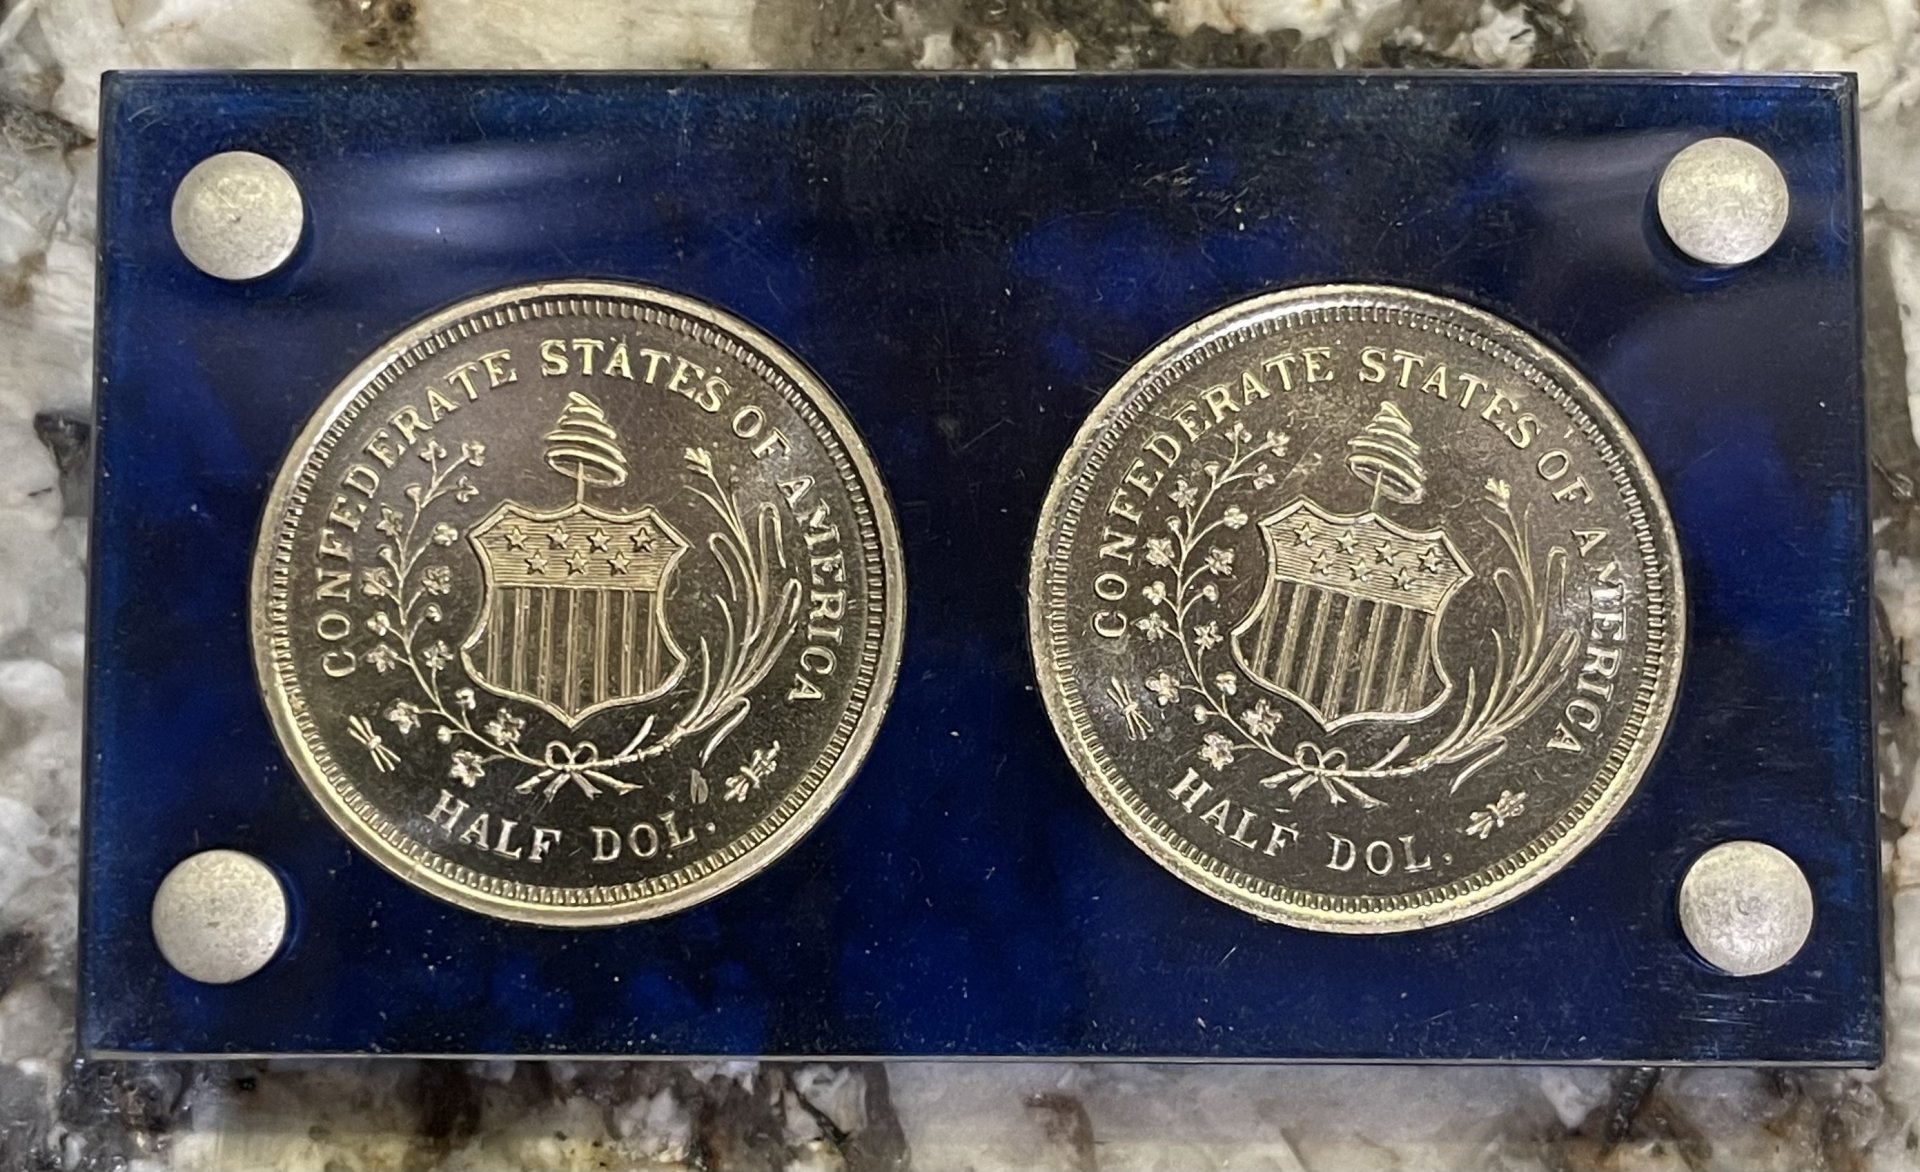 CONFEDERATE STATES OF AMERICA
HALF DOL.
CONFEDERATE STATES OF AMERICA
HALF DOL.